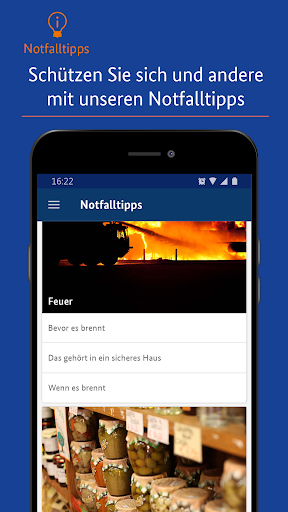 Notfalltipps
Schützen Sie sich und andere
mit unseren Notfalltipps
16:22
Notfalltipps
Feuer
Bevor es brennt
Das gehört in ein sicheres Haus
Wenn es brennt